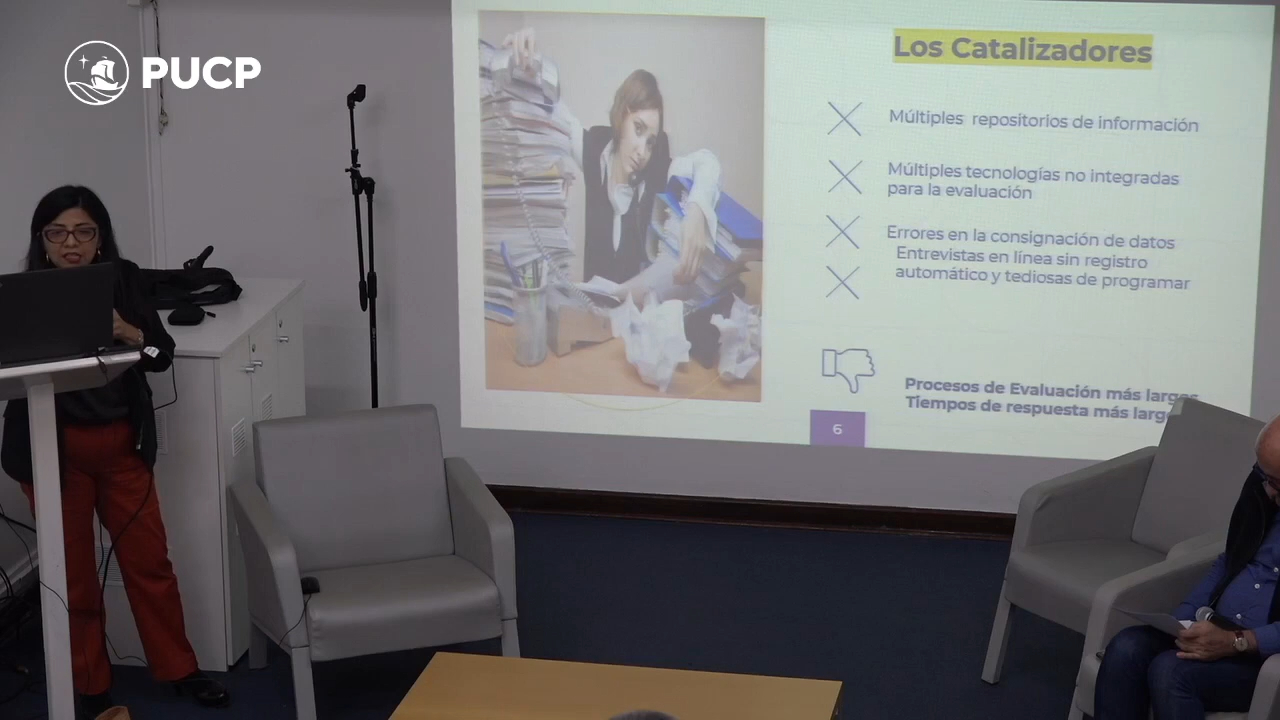 PUCP
Los Catalizadores
Múltiples repositorios de información
Múltiples tecnologías no integradas
para la evaluación
Errores en la consignación de datos
Entrevistas en línea sin registro
automático y tediosas de programar
Procesos de Evaluación más largos
Tiempos de respuesta más
6